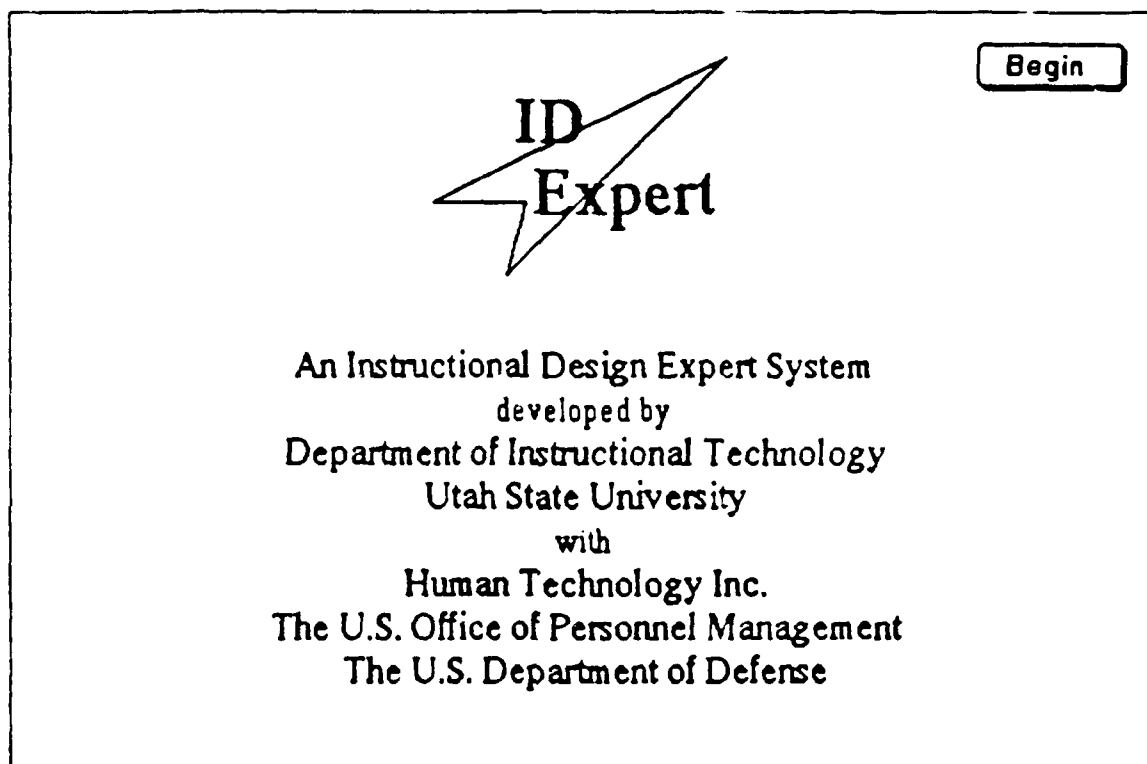 Begin
ID
Expert
An Instructional Design Expert System
developed by
Department of Instructional Technology
Utah State University
with
Human Technology Inc.
The U.S. Office of Personnel Management
The U.S. Department of Defense